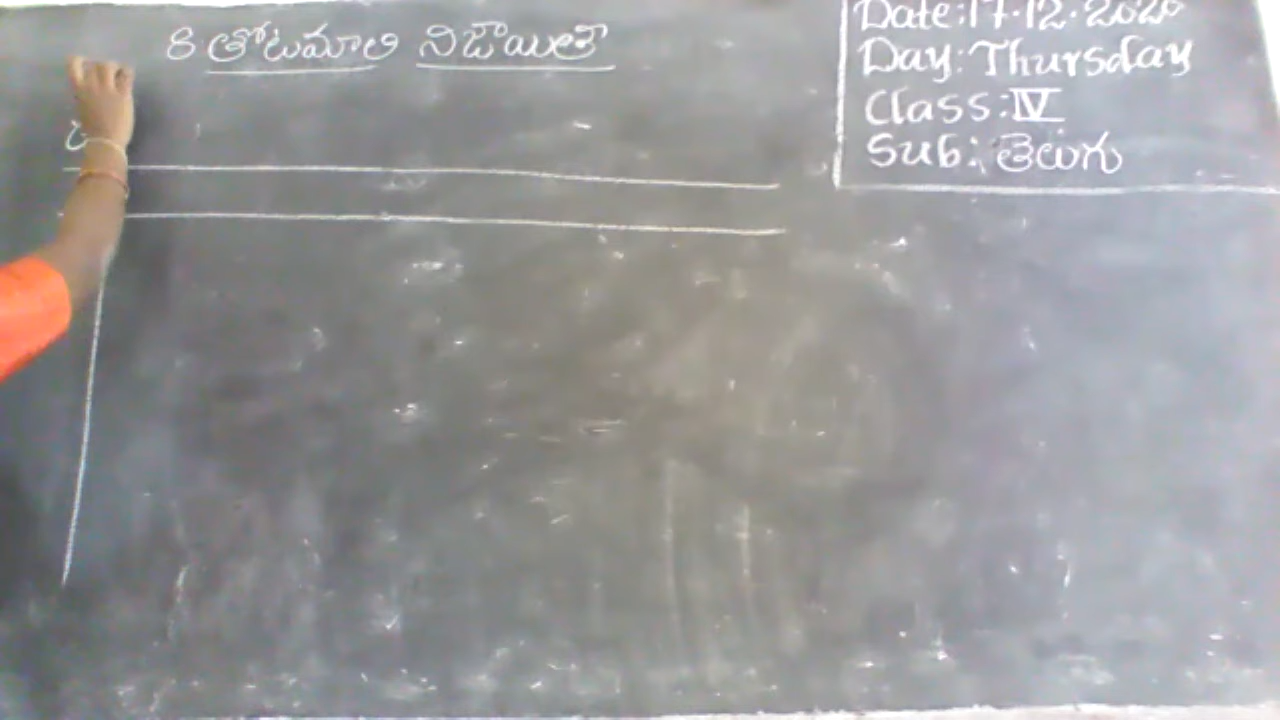 8 తోటమాలి నిజాయితీ
Date:17.12.2020
Day: Thursday
Class:IV
Sub: తెలుగు